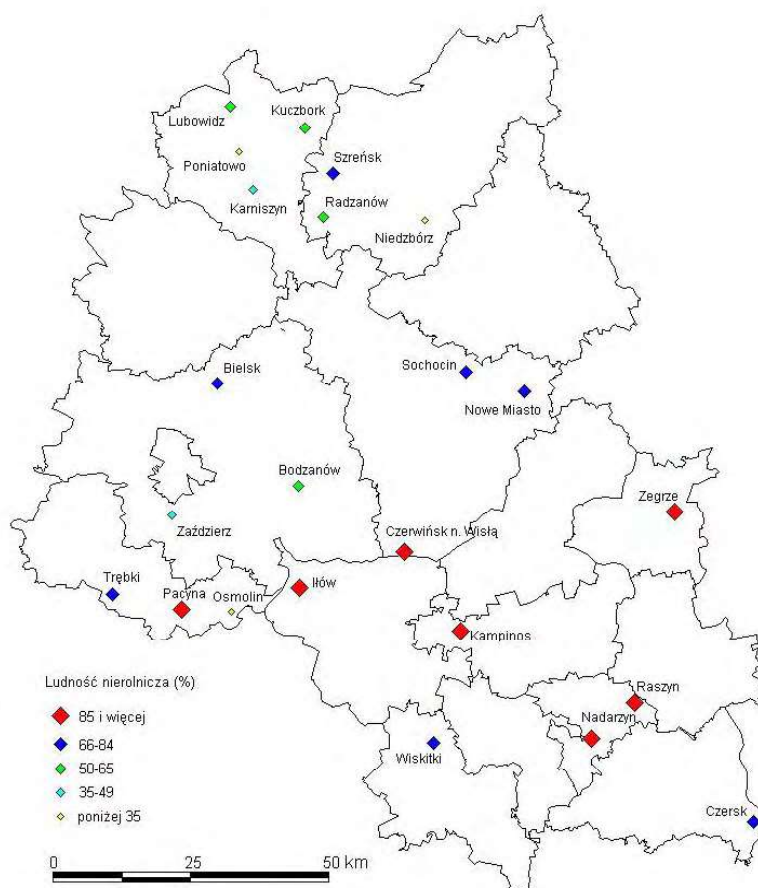 Lubowidz
Kuczbork
Poniatowo
Szreńsk
Karniszyn
Radzanów
Niedzbórz
Bielsk
Sochocin
Nowe Miasto
Bodzanów
Zegrze
Zaździerz
Czerwińsk n. Wisłą
Trębki
Pacyna
Osmolin
Iłów
Kampinos
Raszyn
Nadarzyn
Wiskitki
Czersk
Ludność nierolnicza (%)
85 i więcej
66-84
50-65
35-49
poniżej 35
0 25 50 km